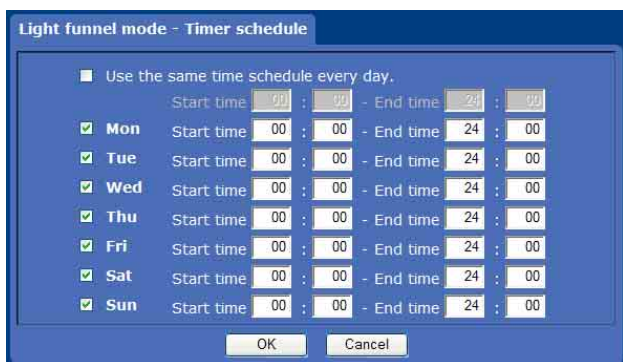 Light funnel mode - Timer schedule
Use the same time schedule every day.
Start time 00 : 00 - End time 24 : 00
Mon Start time 00 : 00 - End time 24 : 00
Tue Start time 00 : 00 - End time 24 : 00
Wed Start time 00 : 00 - End time 24 : 00
Thu Start time 00 : 00 - End time 24 : 00
Fri Start time 00 : 00 - End time 24 : 00
Sat Start time 00 : 00 - End time 24 : 00
Sun Start time 00 : 00 - End time 24 : 00
OK Cancel